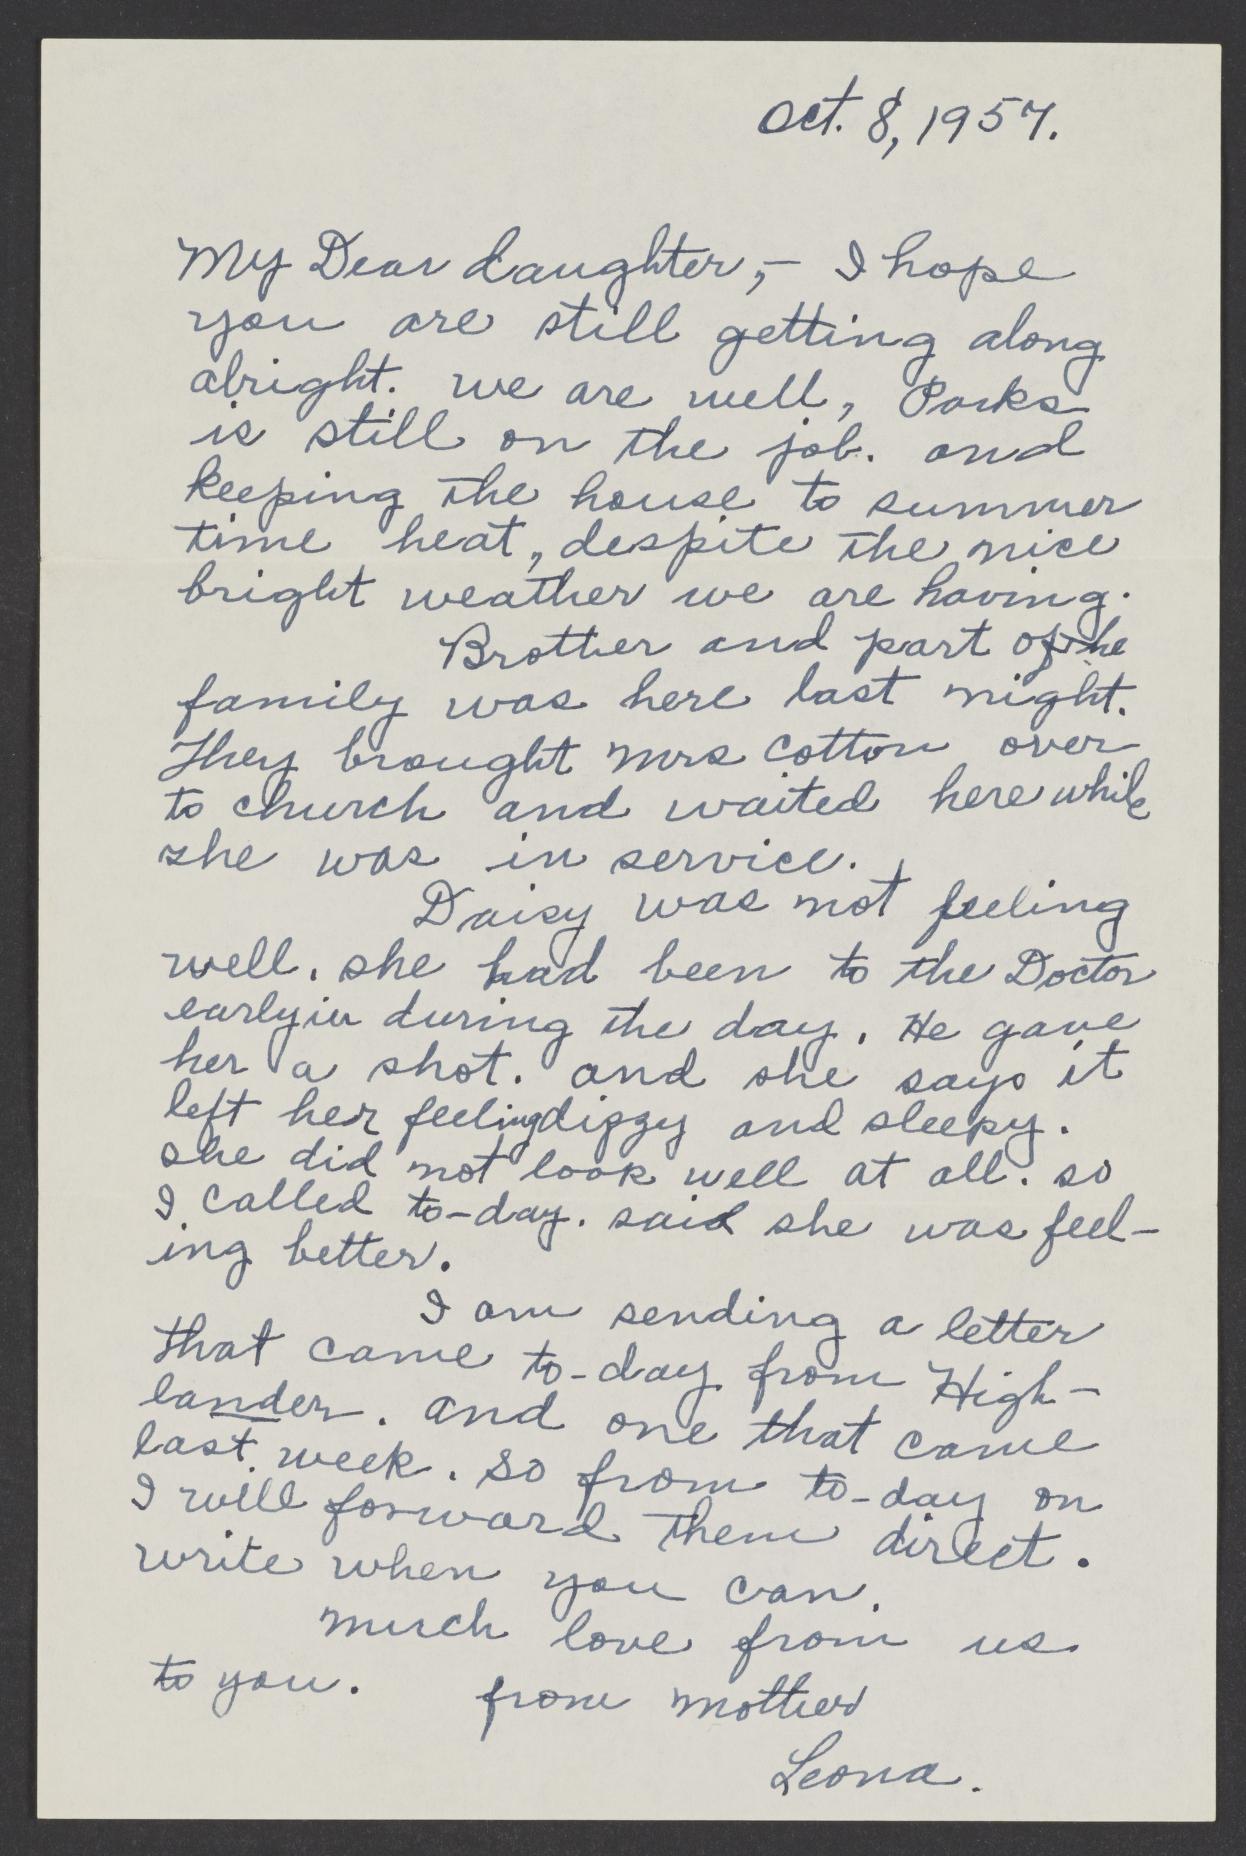 Oct. 8, 1957.
My Dear daughter,- I hope
you are still getting along
alright. we are well, Parks
is still on the job. and
keeping the house to summer
time heat, despite the nice
bright weather we are having.
Brother and part of the
family was here last night.
They brought Mrs Cotton over
to church and waited here while
she was in service.
Daisy was not feeling
well. she had been to the Doctor
early in during the day. He gave
her a shot. and she says it
left her feeling dizzy and sleepy.
she did not look well at all. so
I called to-day. said she was feel-
ing better.
I am sending a letter
that came to-day from High-
lander. and one that came
last week. so from to-day on
I will forward them direct.
write when you can.
much love from us
to you. from Mother
Leona.